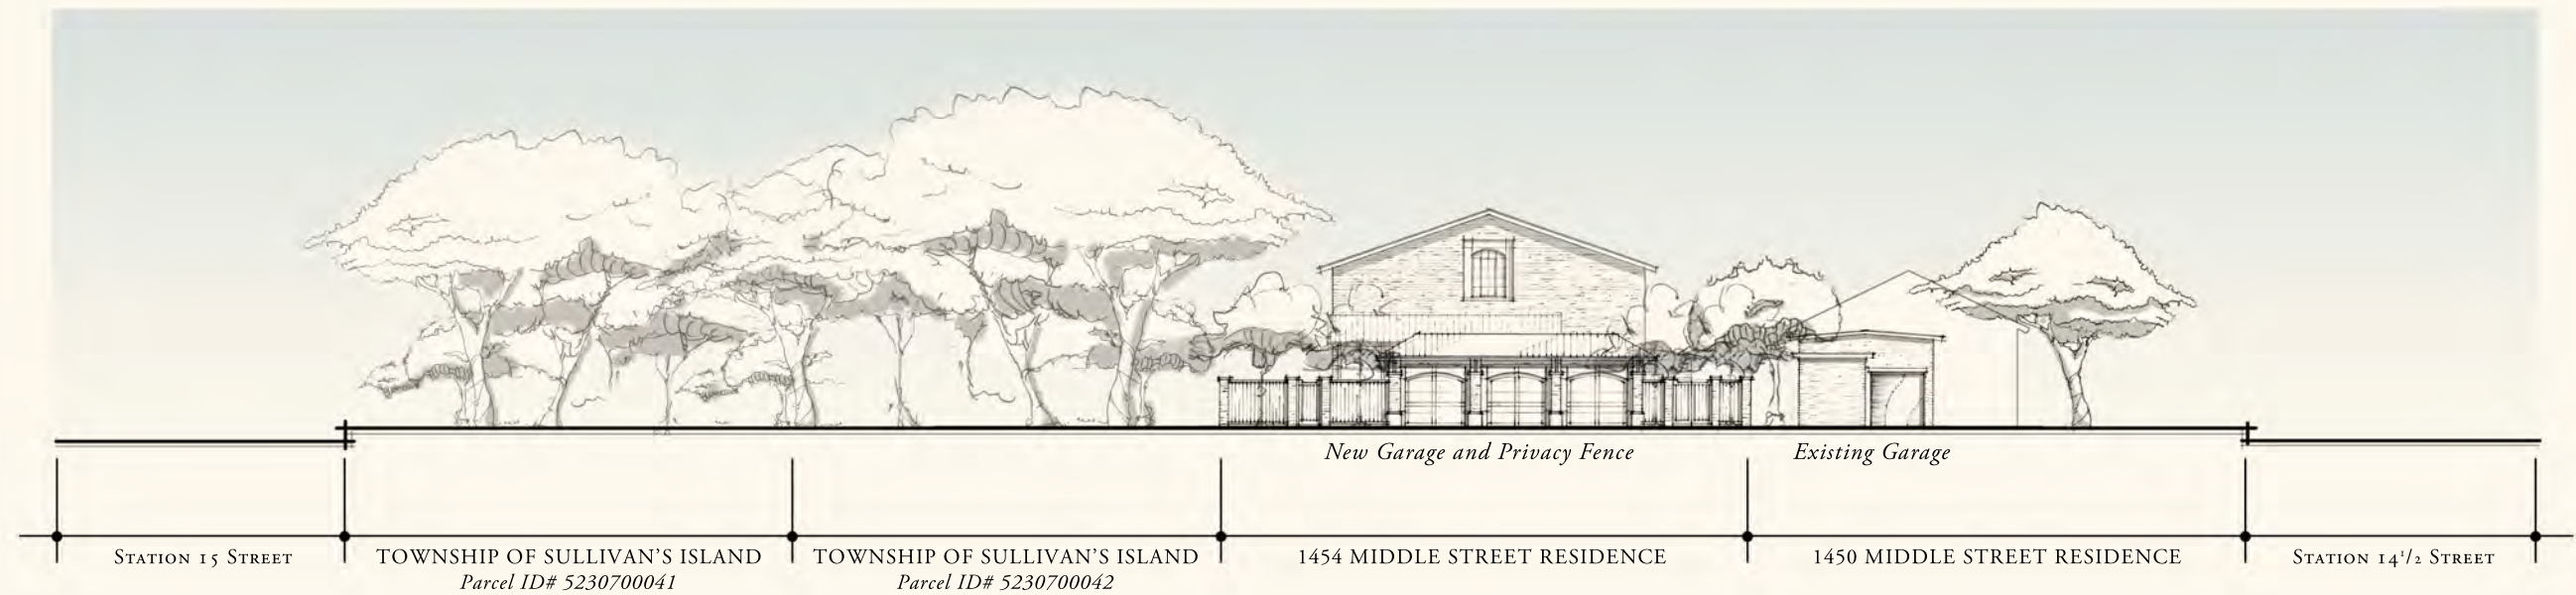 New Garage and Privacy Fence
Existing Garage
Station 15 Street
TOWNSHIP OF SULLIVAN'S ISLAND
Parcel ID# 5230700041
TOWNSHIP OF SULLIVAN'S ISLAND
Parcel ID# 5230700042
1454 MIDDLE STREET RESIDENCE
1450 MIDDLE STREET RESIDENCE
Station 14¹/2 Street